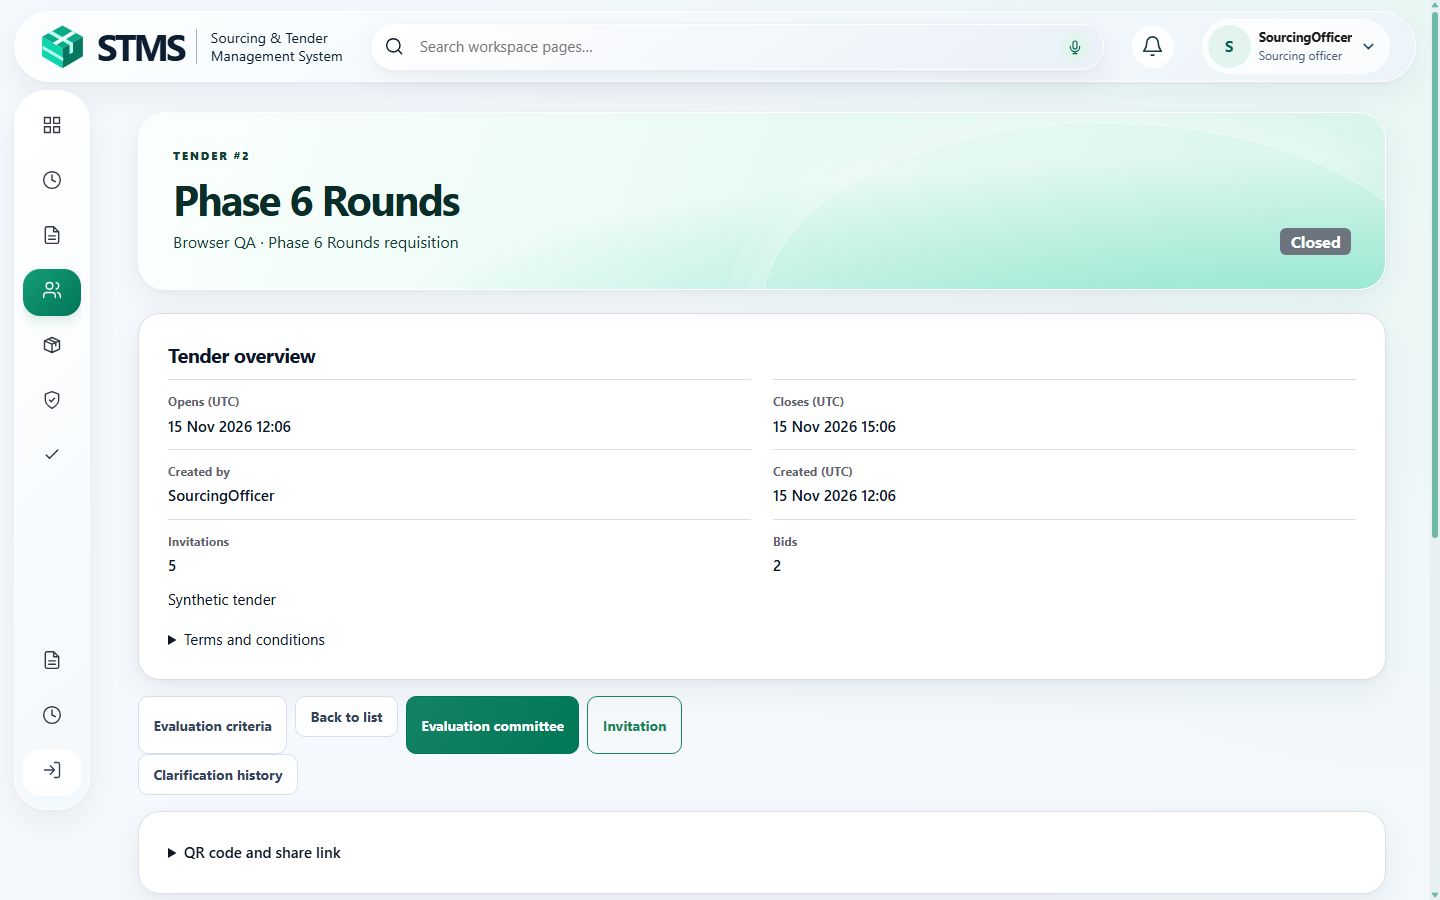 STMS
Sourcing & Tender
Management System
Search workspace pages...
S
SourcingOfficer
Sourcing officer
TENDER #2
Phase 6 Rounds
Browser QA · Phase 6 Rounds requisition
Closed
Tender overview
Opens (UTC)
15 Nov 2026 12:06
Closes (UTC)
15 Nov 2026 15:06
Created by
SourcingOfficer
Created (UTC)
15 Nov 2026 12:06
Invitations
5
Bids
2
Synthetic tender
Terms and conditions
Evaluation criteria
Back to list
Evaluation committee
Invitation
Clarification history
QR code and share link